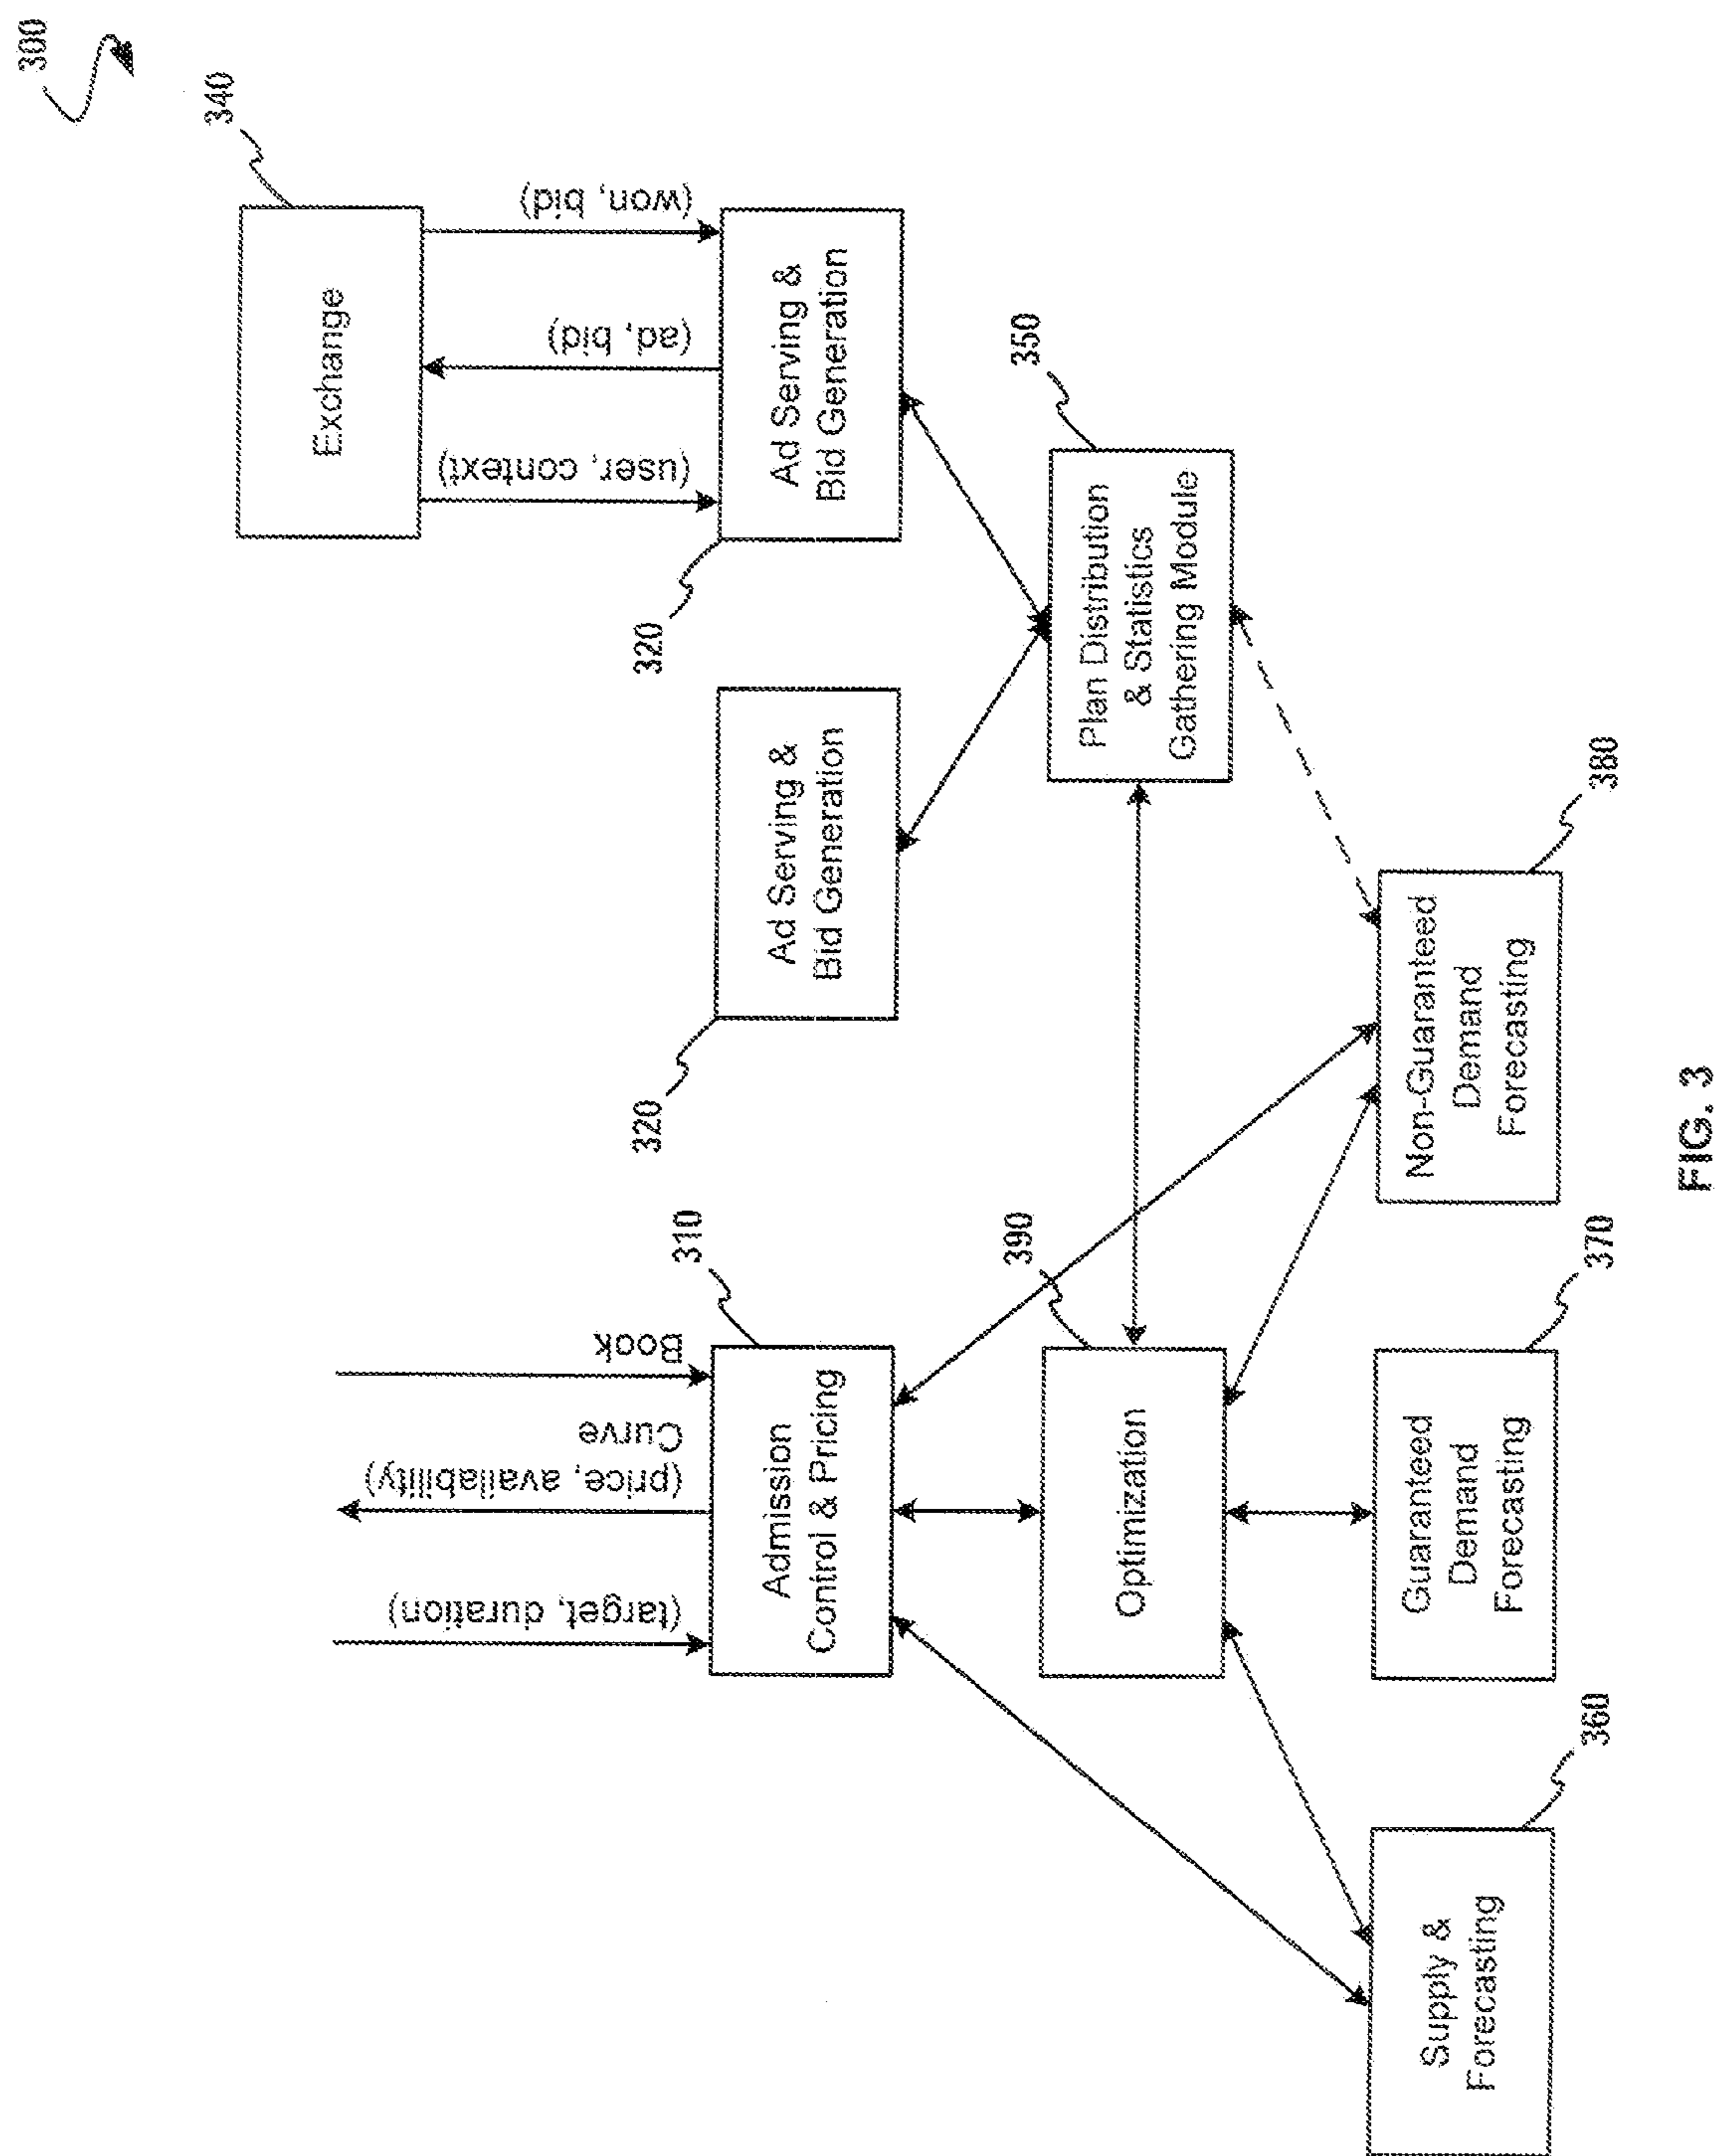 300
340
Exchange
(user, context)
(ad, bid)
(won, bid)
320
Ad Serving &
Bid Generation
320
Ad Serving &
Bid Generation
(target, duration)
(price, availability)
Curve
Book
310
Admission
Control & Pricing
350
Plan Distribution
& Statistics
Gathering Module
390
Optimization
360
Supply &
Forecasting
370
Guaranteed
Demand
Forecasting
380
Non-Guaranteed
Demand
Forecasting
FIG. 3